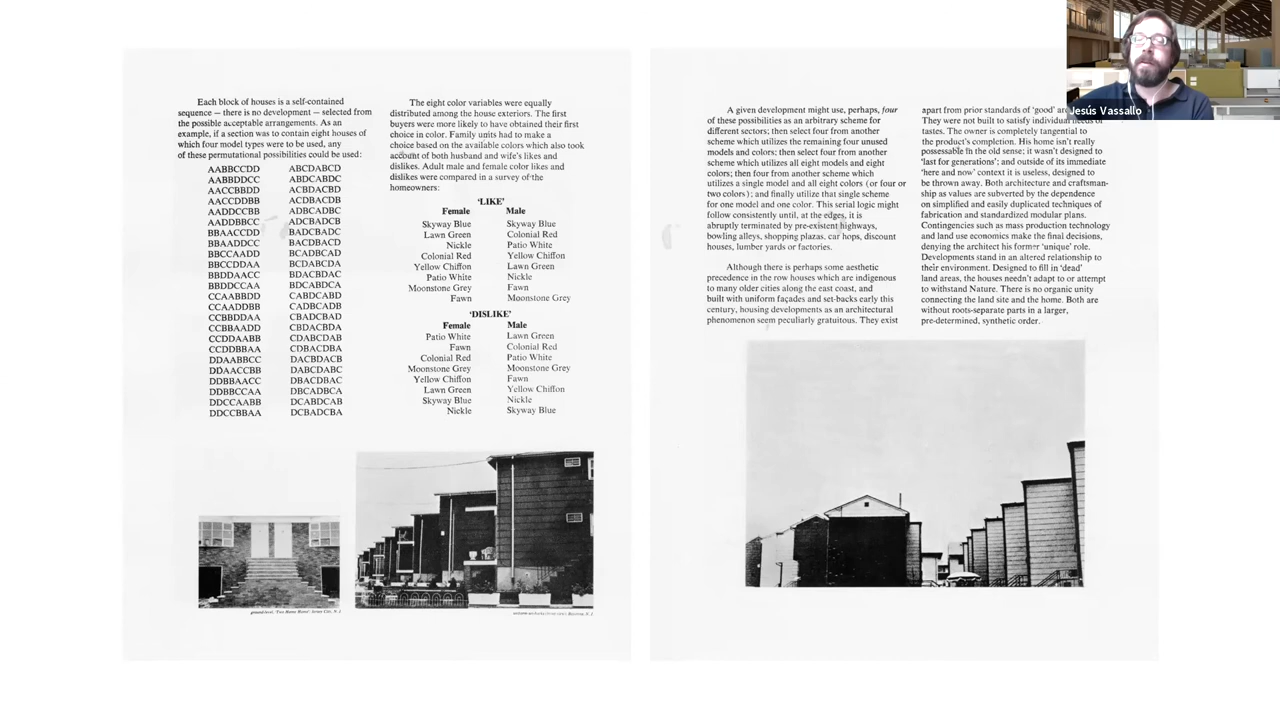 Each block of houses is a self-contained
sequence — there is no development — selected from
the possible acceptable arrangements. As an
example, if a section was to contain eight houses of
which four model types were to be used, any
of these permutational possibilities could be used:
AABBCCDD ABCDABCD
AABBDDCC ABDCABDC
AACCBBDD ACBDACBD
AACCDDBB ACDBACDB
AADDCCBB ADBCADBC
AADDBBCC ADCBADCB
BBAACCDD BADCBADC
BBAADDCC BACDBACD
BBCCAADD BCADBCAD
BBCCDDAA BCDABCDA
BBDDAACC BDACBDAC
BBDDCCAA BDCABDCA
CCAABBDD CABDCABD
CCAADDBB CADBCADB
CCBBDDAA CBADCBAD
CCBBAADD CBDACBDA
CCDDAABB CDABCDAB
CCDDBBAA CDBACDBA
DDAABBCC DACBDACB
DDAACCBB DABCDABC
DDBBAACC DBACDBAC
DDBBCCAA DBCADBCA
DDCCAABB DCABDCAB
DDCCBBAA DCBADCBA
The eight color variables were equally
distributed among the house exteriors. The first
buyers were more likely to have obtained their first
choice in color. Family units had to make a
choice based on the available colors which also took
account of both husband and wife's likes and
dislikes. Adult male and female color likes and
dislikes were compared in a survey of the
homeowners:
'LIKE'
Female Male
Skyway Blue Skyway Blue
Lawn Green Colonial Red
Nickle Patio White
Colonial Red Yellow Chiffon
Yellow Chiffon Lawn Green
Patio White Nickle
Moonstone Grey Fawn
Fawn Moonstone Grey
'DISLIKE'
Female Male
Patio White Lawn Green
Fawn Colonial Red
Colonial Red Patio White
Moonstone Grey Moonstone Grey
Yellow Chiffon Fawn
Lawn Green Yellow Chiffon
Skyway Blue Nickle
Nickle Skyway Blue
ground-level, 'Two Home Homes', Jersey City, N.J.
A given development might use, perhaps, four
of these possibilities as an arbitrary scheme for
different sectors; then select four from another
scheme which utilizes the remaining four unused
models and colors; then select four from another
scheme which utilizes all eight models and eight
colors; then four from another scheme which
utilizes a single model and all eight colors (or four or
two colors); and finally utilize that single scheme
for one model and one color. This serial logic might
follow consistently until, at the edges, it is
abruptly terminated by pre-existent highways,
bowling alleys, shopping plazas, car hops, discount
houses, lumber yards or factories.
Although there is perhaps some aesthetic
precedence in the row houses which are indigenous
to many older cities along the east coast, and
built with uniform façades and set-backs early this
century, housing developments as an architectural
phenomenon seem peculiarly gratuitous. They exist
apart from prior standards of 'good'
They were not built to satisfy individual needs or
tastes. The owner is completely tangential to
the product's completion. His home isn't really
possessable in the old sense; it wasn't designed to
'last for generations'; and outside of its immediate
'here and now' context it is useless, designed to
be thrown away. Both architecture and craftsman-
ship as values are subverted by the dependence
on simplified and easily duplicated techniques of
fabrication and standardized modular plans.
Contingencies such as mass production technology
and land use economics make the final decisions,
denying the architect his former 'unique' role.
Developments stand in an altered relationship to
their environment. Designed to fill in 'dead'
land areas, the houses needn't adapt to or attempt
to withstand Nature. There is no organic unity
connecting the land site and the home. Both are
without roots-separate parts in a larger,
pre-determined, synthetic order.
Jesús Vassallo